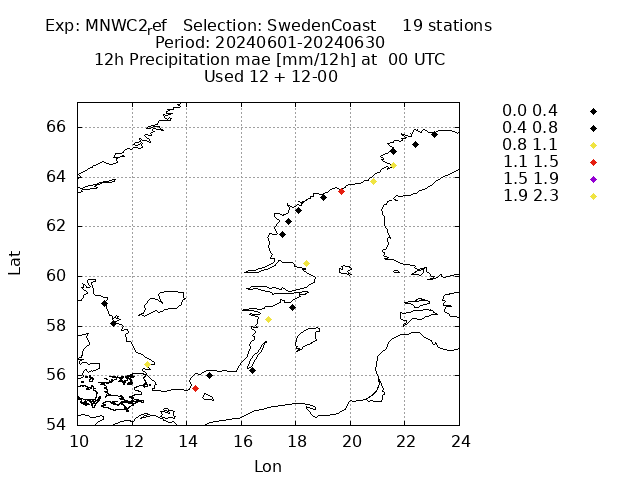 Exp: MNWC2ref   Selection: SwedenCoast     19 stations
Period: 20240601-20240630
12h Precipitation mae [mm/12h] at  00 UTC
Used 12 + 12-00
0.0 0.4
0.4 0.8
0.8 1.1
1.1 1.5
1.5 1.9
1.9 2.3
66
64
62
60
58
56
54
Lat
10 12 14 16 18 20 22 24
Lon